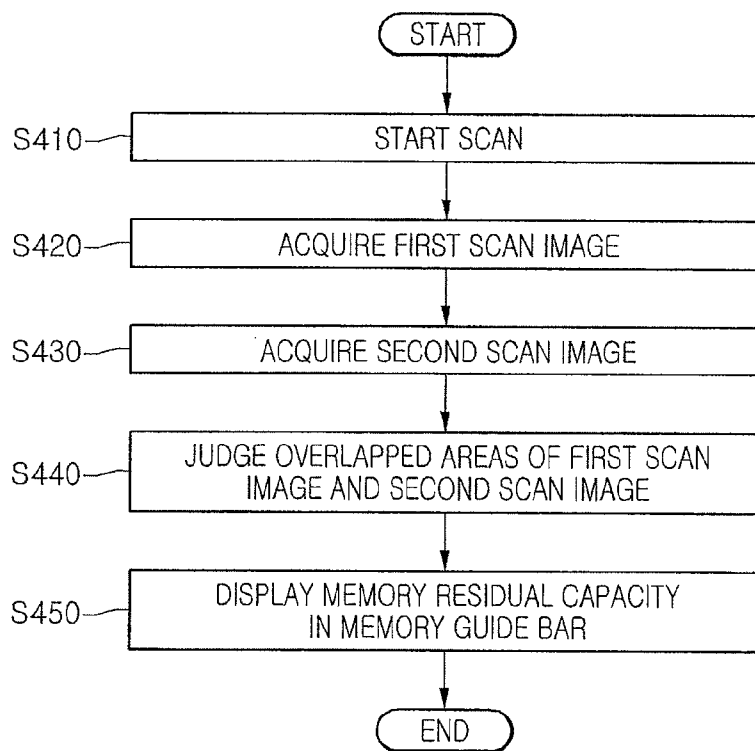 START
S410
START SCAN
S420
ACQUIRE FIRST SCAN IMAGE
S430
ACQUIRE SECOND SCAN IMAGE
S440
JUDGE OVERLAPPED AREAS OF FIRST SCAN
IMAGE AND SECOND SCAN IMAGE
S450
DISPLAY MEMORY RESIDUAL CAPACITY
IN MEMORY GUIDE BAR
END